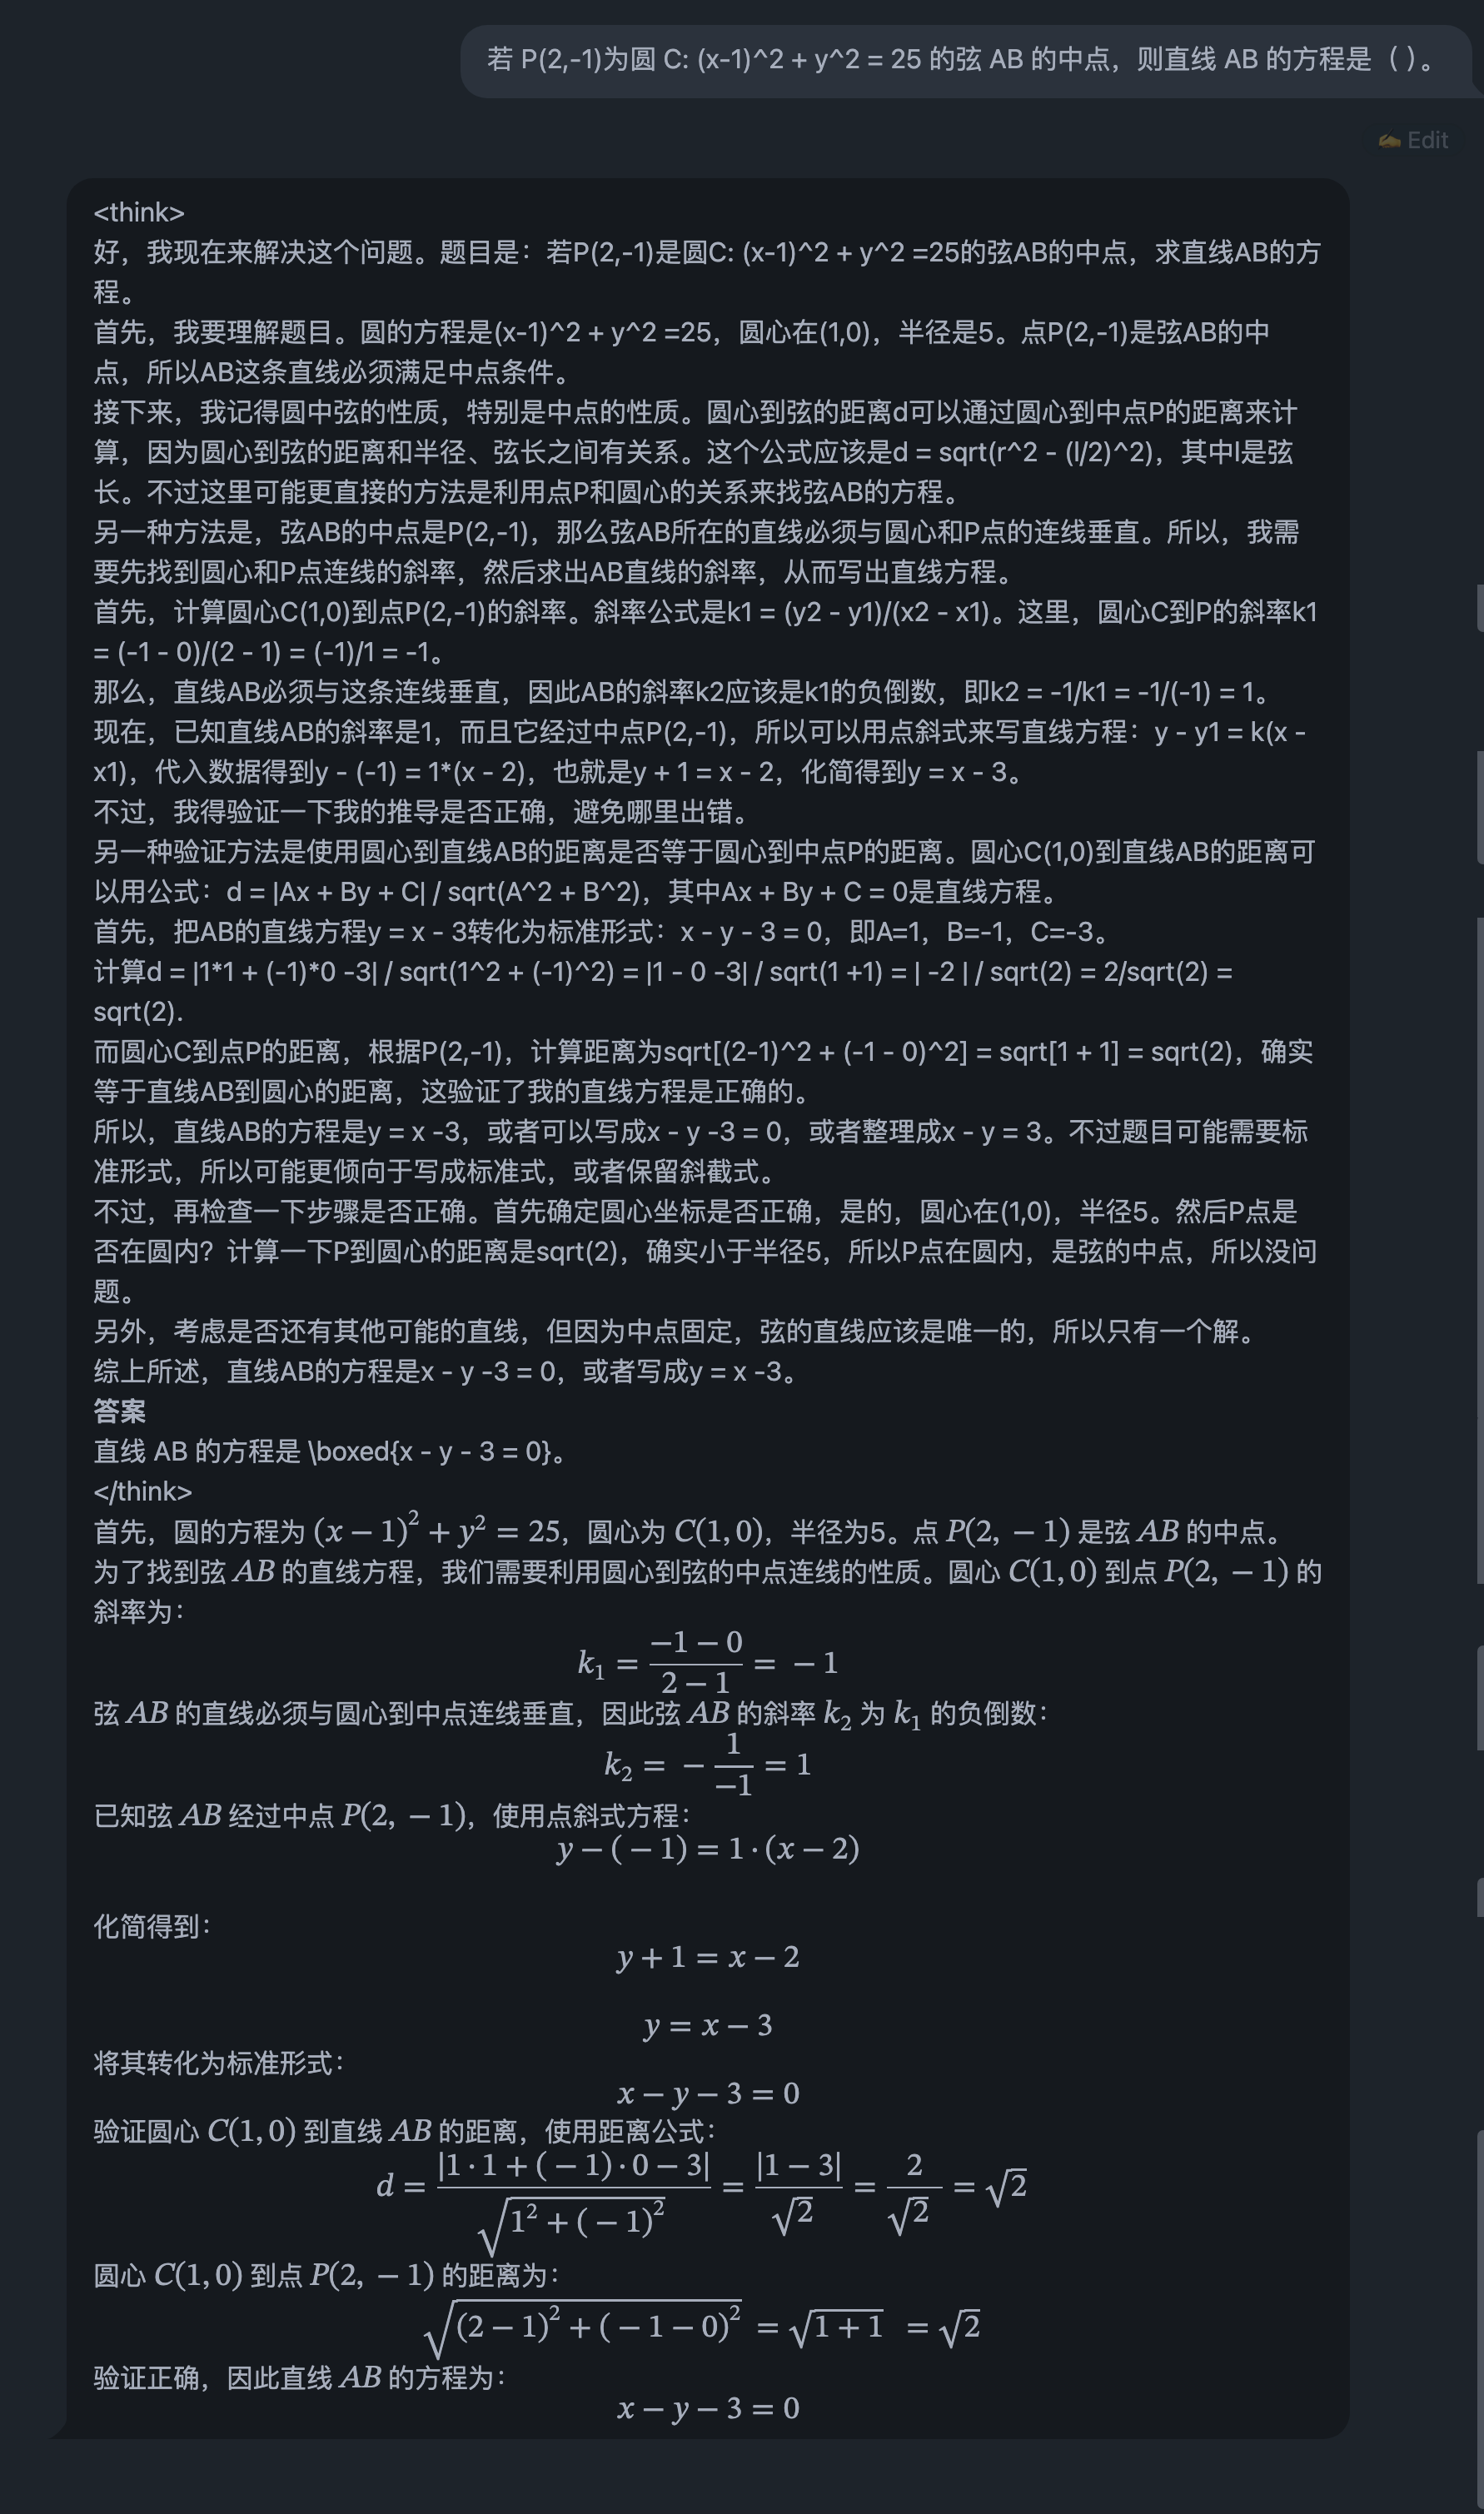 若 P(2,-1)为圆 C: (x-1)^2 + y^2 = 25 的弦 AB 的中点，则直线 AB 的方程是（ ）。
✍️ Edit
<think>
好，我现在来解决这个问题。题目是：若P(2,-1)是圆C: (x-1)^2 + y^2 =25的弦AB的中点，求直线AB的方
程。
首先，我要理解题目。圆的方程是(x-1)^2 + y^2 =25，圆心在(1,0)，半径是5。点P(2,-1)是弦AB的中
点，所以AB这条直线必须满足中点条件。
接下来，我记得圆中弦的性质，特别是中点的性质。圆心到弦的距离d可以通过圆心到中点P的距离来计
算，因为圆心到弦的距离和半径、弦长之间有关系。这个公式应该是d = sqrt(r^2 - (l/2)^2)，其中l是弦
长。不过这里可能更直接的方法是利用点P和圆心的关系来找弦AB的方程。
另一种方法是，弦AB的中点是P(2,-1)，那么弦AB所在的直线必须与圆心和P点的连线垂直。所以，我需
要先找到圆心和P点连线的斜率，然后求出AB直线的斜率，从而写出直线方程。
首先，计算圆心C(1,0)到点P(2,-1)的斜率。斜率公式是k1 = (y2 - y1)/(x2 - x1)。这里，圆心C到P的斜率k1
= (-1 - 0)/(2 - 1) = (-1)/1 = -1。
那么，直线AB必须与这条连线垂直，因此AB的斜率k2应该是k1的负倒数，即k2 = -1/k1 = -1/(-1) = 1。
现在，已知直线AB的斜率是1，而且它经过中点P(2,-1)，所以可以用点斜式来写直线方程：y - y1 = k(x -
x1)，代入数据得到y - (-1) = 1*(x - 2)，也就是y + 1 = x - 2，化简得到y = x - 3。
不过，我得验证一下我的推导是否正确，避免哪里出错。
另一种验证方法是使用圆心到直线AB的距离是否等于圆心到中点P的距离。圆心C(1,0)到直线AB的距离可
以用公式：d = |Ax + By + C| / sqrt(A^2 + B^2)，其中Ax + By + C = 0是直线方程。
首先，把AB的直线方程y = x - 3转化为标准形式：x - y - 3 = 0，即A=1，B=-1，C=-3。
计算d = |1*1 + (-1)*0 -3| / sqrt(1^2 + (-1)^2) = |1 - 0 -3| / sqrt(1 +1) = | -2 | / sqrt(2) = 2/sqrt(2) =
sqrt(2).
而圆心C到点P的距离，根据P(2,-1)，计算距离为sqrt[(2-1)^2 + (-1 - 0)^2] = sqrt[1 + 1] = sqrt(2)，确实
等于直线AB到圆心的距离，这验证了我的直线方程是正确的。
所以，直线AB的方程是y = x -3，或者可以写成x - y -3 = 0，或者整理成x - y = 3。不过题目可能需要标
准形式，所以可能更倾向于写成标准式，或者保留斜截式。
不过，再检查一下步骤是否正确。首先确定圆心坐标是否正确，是的，圆心在(1,0)，半径5。然后P点是
否在圆内？计算一下P到圆心的距离是sqrt(2)，确实小于半径5，所以P点在圆内，是弦的中点，所以没问
题。
另外，考虑是否还有其他可能的直线，但因为中点固定，弦的直线应该是唯一的，所以只有一个解。
综上所述，直线AB的方程是x - y -3 = 0，或者写成y = x -3。
答案
直线 AB 的方程是 \boxed{x - y - 3 = 0}。
</think>
首先，圆的方程为 (x − 1)² + y² = 25，圆心为 C(1, 0)，半径为5。点 P(2, − 1) 是弦 AB 的中点。
为了找到弦 AB 的直线方程，我们需要利用圆心到弦的中点连线的性质。圆心 C(1, 0) 到点 P(2, − 1) 的
斜率为：
k₁ = \frac{−1 − 0}{2 − 1} = − 1
弦 AB 的直线必须与圆心到中点连线垂直，因此弦 AB 的斜率 k₂ 为 k₁ 的负倒数：
k₂ = − \frac{1}{−1} = 1
已知弦 AB 经过中点 P(2, − 1)，使用点斜式方程：
y − ( − 1) = 1 · (x − 2)
化简得到：
y + 1 = x − 2
y = x − 3
将其转化为标准形式：
x − y − 3 = 0
验证圆心 C(1, 0) 到直线 AB 的距离，使用距离公式：
d = \frac{|1 · 1 + ( − 1) · 0 − 3|}{\sqrt{1² + ( − 1)²}} = \frac{|1 − 3|}{\sqrt{2}} = \frac{2}{\sqrt{2}} = \sqrt{2}
圆心 C(1, 0) 到点 P(2, − 1) 的距离为：
\sqrt{(2 − 1)² + ( − 1 − 0)²} = \sqrt{1 + 1} = \sqrt{2}
验证正确，因此直线 AB 的方程为：
x − y − 3 = 0